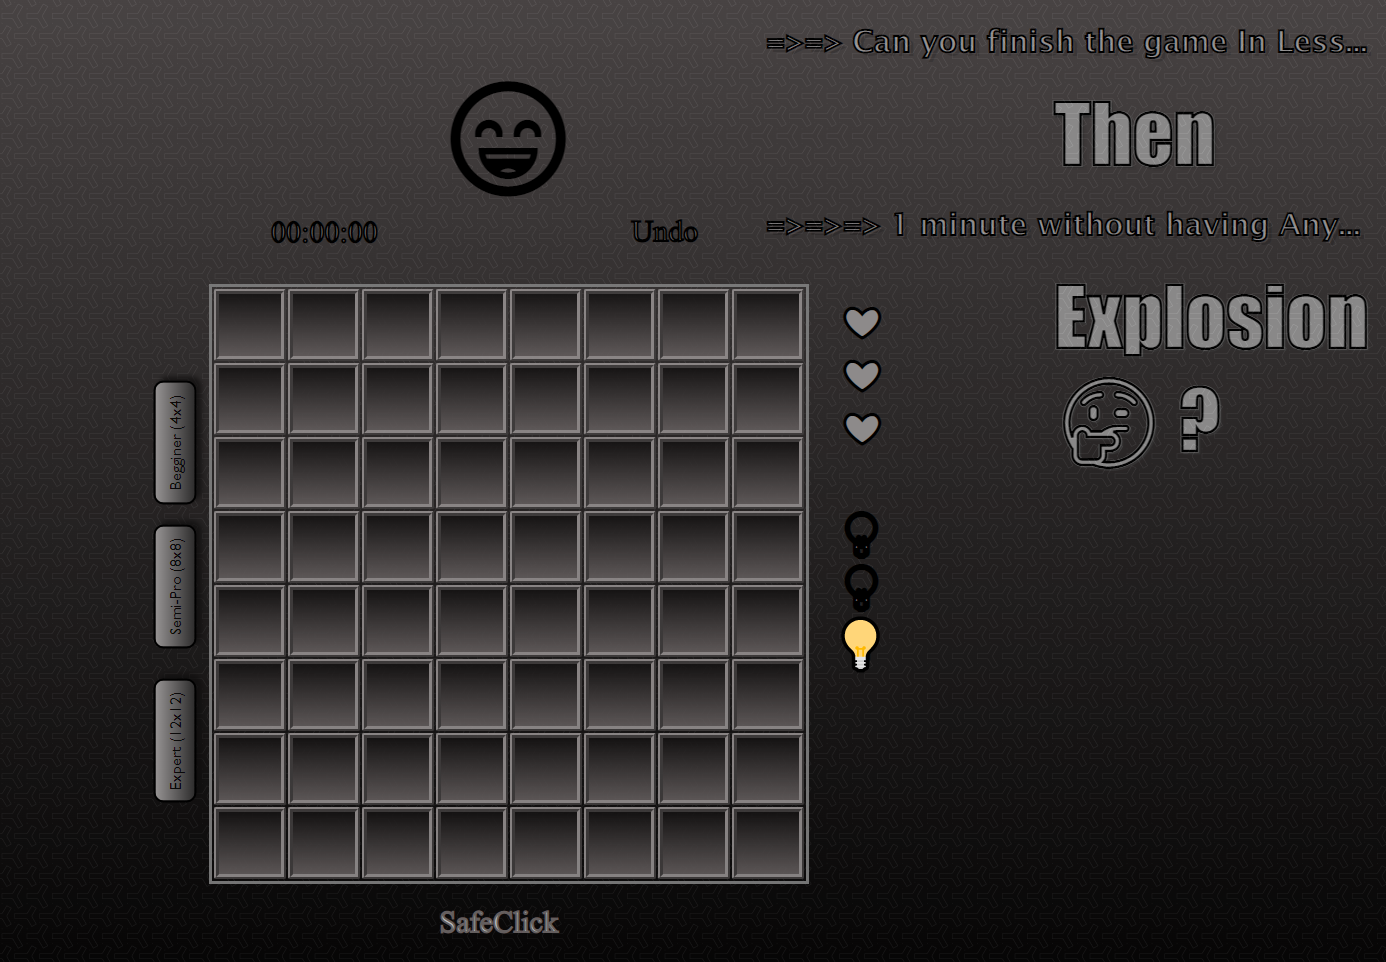 =>=> Can you finish the game In Less...
Then
00:00:00
Undo
=>=>=> 1 minute without having Any...
Explosion
?
Begginer (4x4)
Semi-Pro (8x8)
Expert (12x12)
SafeClick